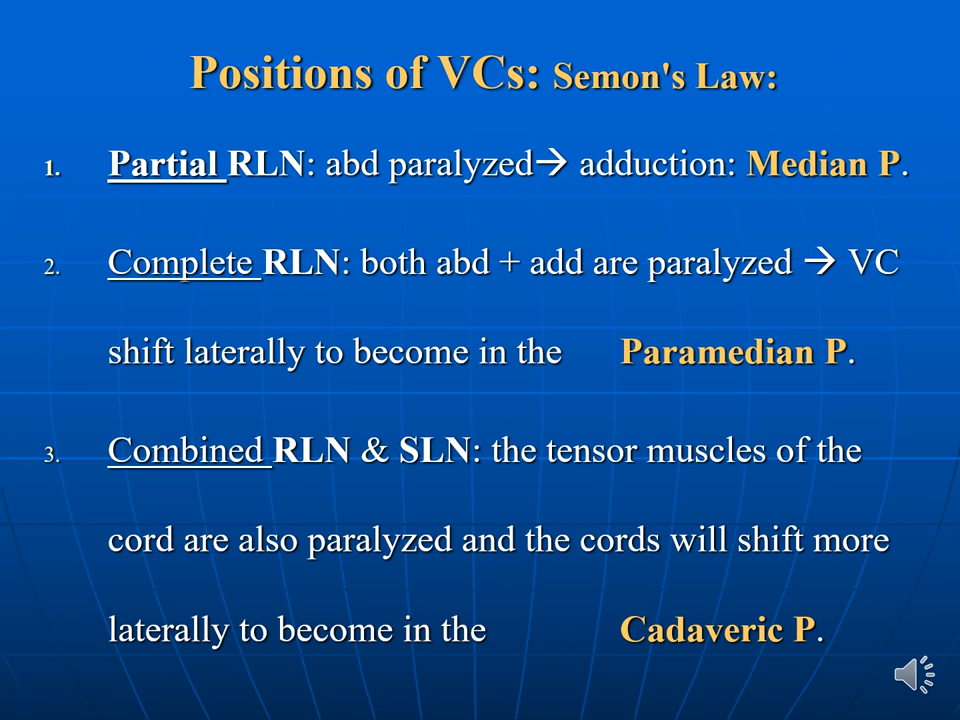 Positions of VCs: Semon's Law:
1. Partial RLN: abd paralyzed→ adduction: Median P.
2. Complete RLN: both abd + add are paralyzed → VC
shift laterally to become in the Paramedian P.
3. Combined RLN & SLN: the tensor muscles of the
cord are also paralyzed and the cords will shift more
laterally to become in the Cadaveric P.